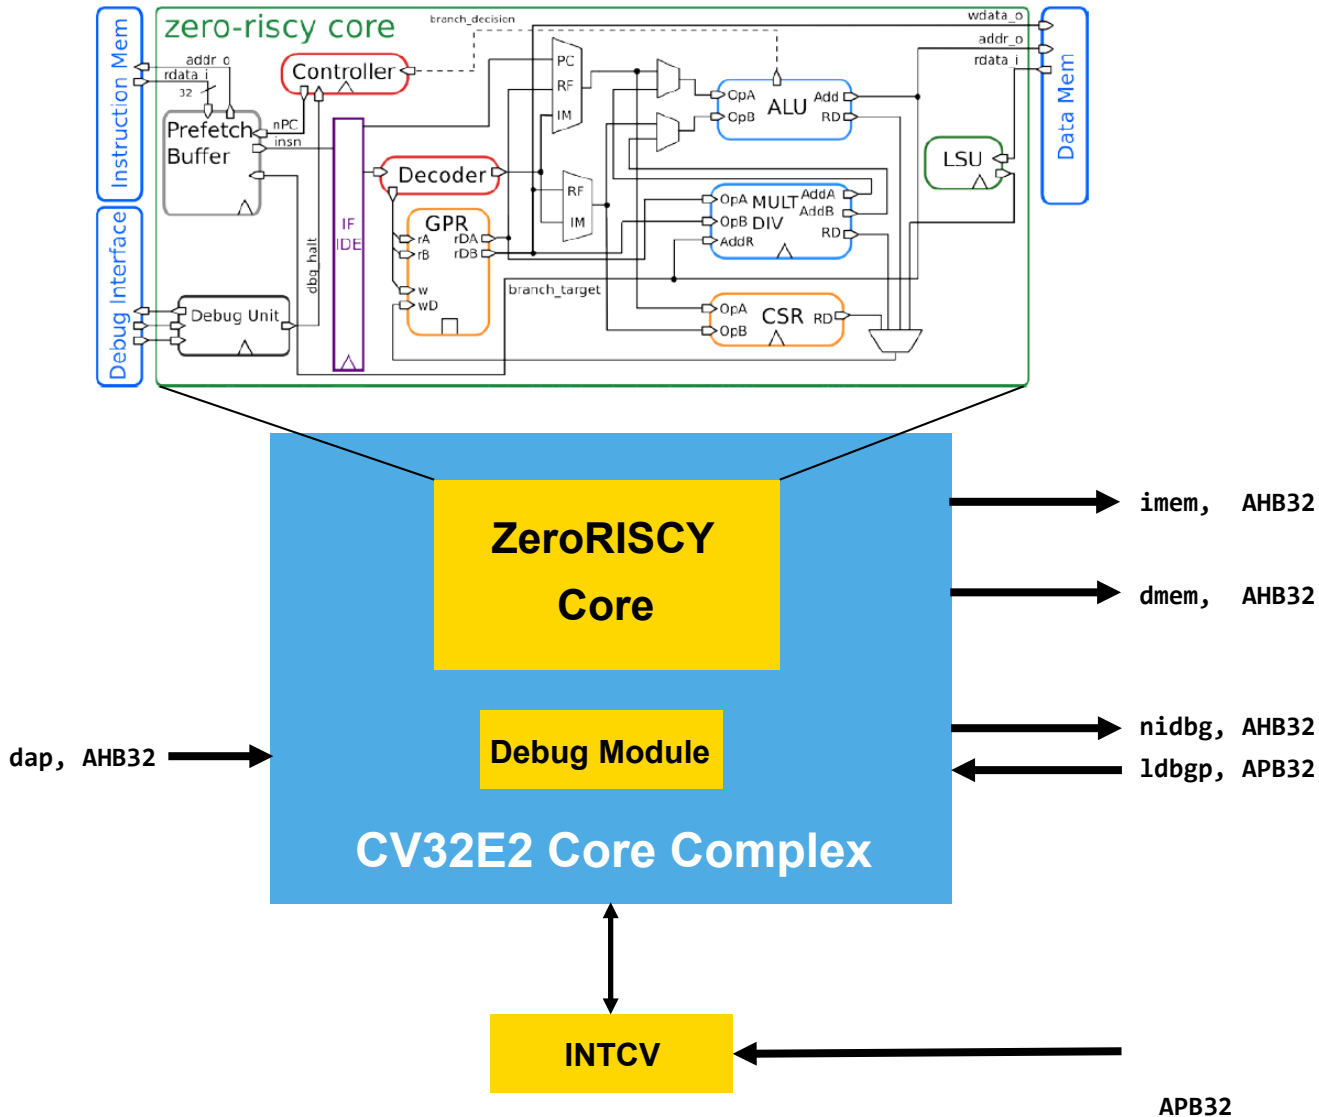 zero-riscy core
branch_decision
wdata_o
addr_o
rdata_i
Instruction Mem
addr_o
rdata_i
32
Controller
PC
RF
IM
OpA
OpB
ALU
Add
RD
Data Mem
Prefetch
Buffer
nPC
insn
Decoder
LSU
RF
IM
OpA
OpB
AddR
MULT
DIV
AddA
AddB
RD
IF
IDE
GPR
rA
rB
rDA
rDB
w
wD
dbg_halt
branch_target
Debug Interface
Debug Unit
OpA
OpB
CSR
RD
ZeroRISCY
Core
imem, AHB32
dmem, AHB32
Debug Module
nidbg, AHB32
dap, AHB32
ldbgp, APB32
CV32E2 Core Complex
INTCV
APB32